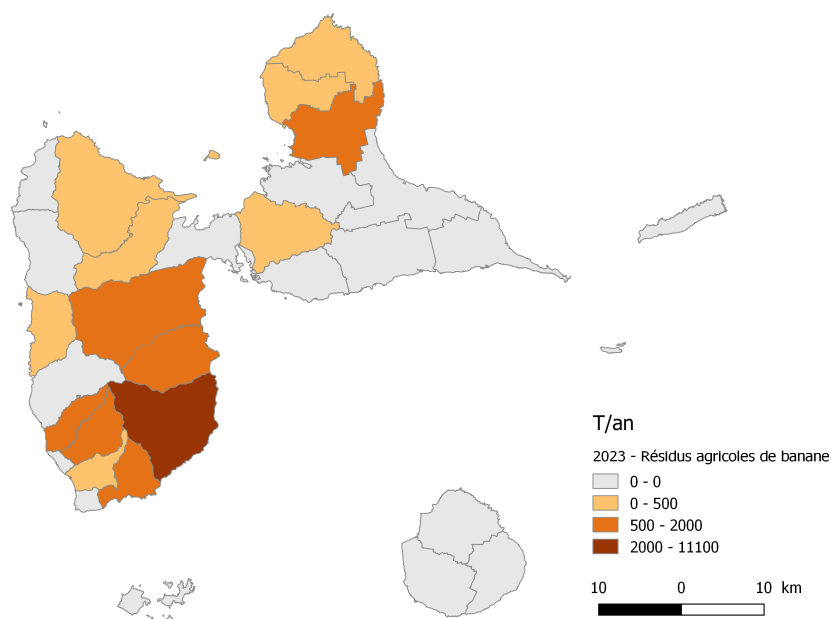 T/an
2023 - Résidus agricoles de banane
0 - 0
0 - 500
500 - 2000
2000 - 11100
10 0 10 km